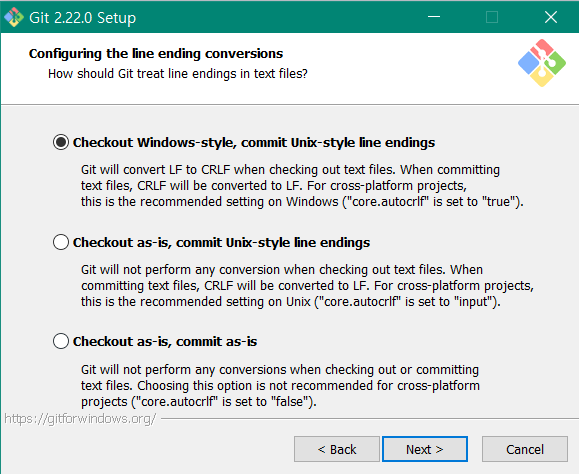 Git 2.22.0 Setup
Configuring the line ending conversions
How should Git treat line endings in text files?
Checkout Windows-style, commit Unix-style line endings
Git will convert LF to CRLF when checking out text files. When committing
text files, CRLF will be converted to LF. For cross-platform projects,
this is the recommended setting on Windows ("core.autocrlf" is set to "true").
Checkout as-is, commit Unix-style line endings
Git will not perform any conversion when checking out text files. When
committing text files, CRLF will be converted to LF. For cross-platform projects,
this is the recommended setting on Unix ("core.autocrlf" is set to "input").
Checkout as-is, commit as-is
Git will not perform any conversions when checking out or committing
text files. Choosing this option is not recommended for cross-platform
projects ("core.autocrlf" is set to "false").
https://gitforwindows.org/
< Back Next > Cancel